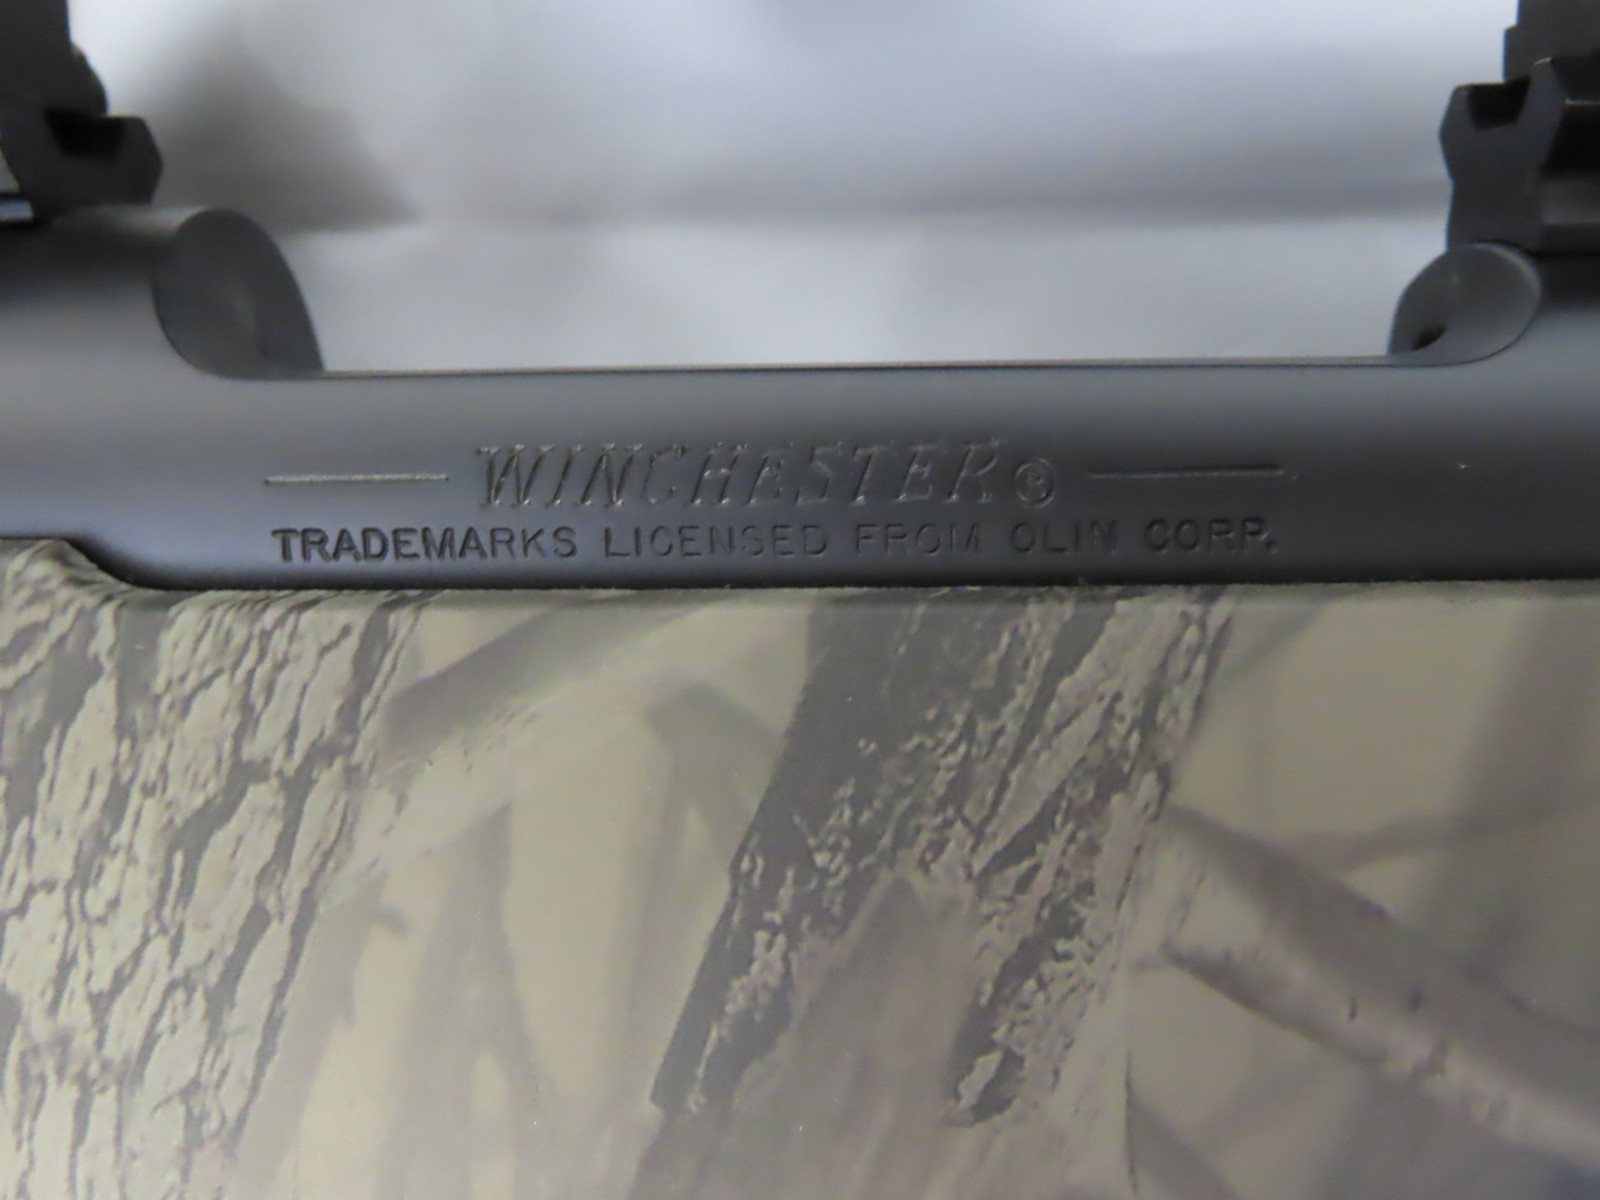 WINCHESTER®
TRADEMARKS LICENSED FROM OLIN CORP.